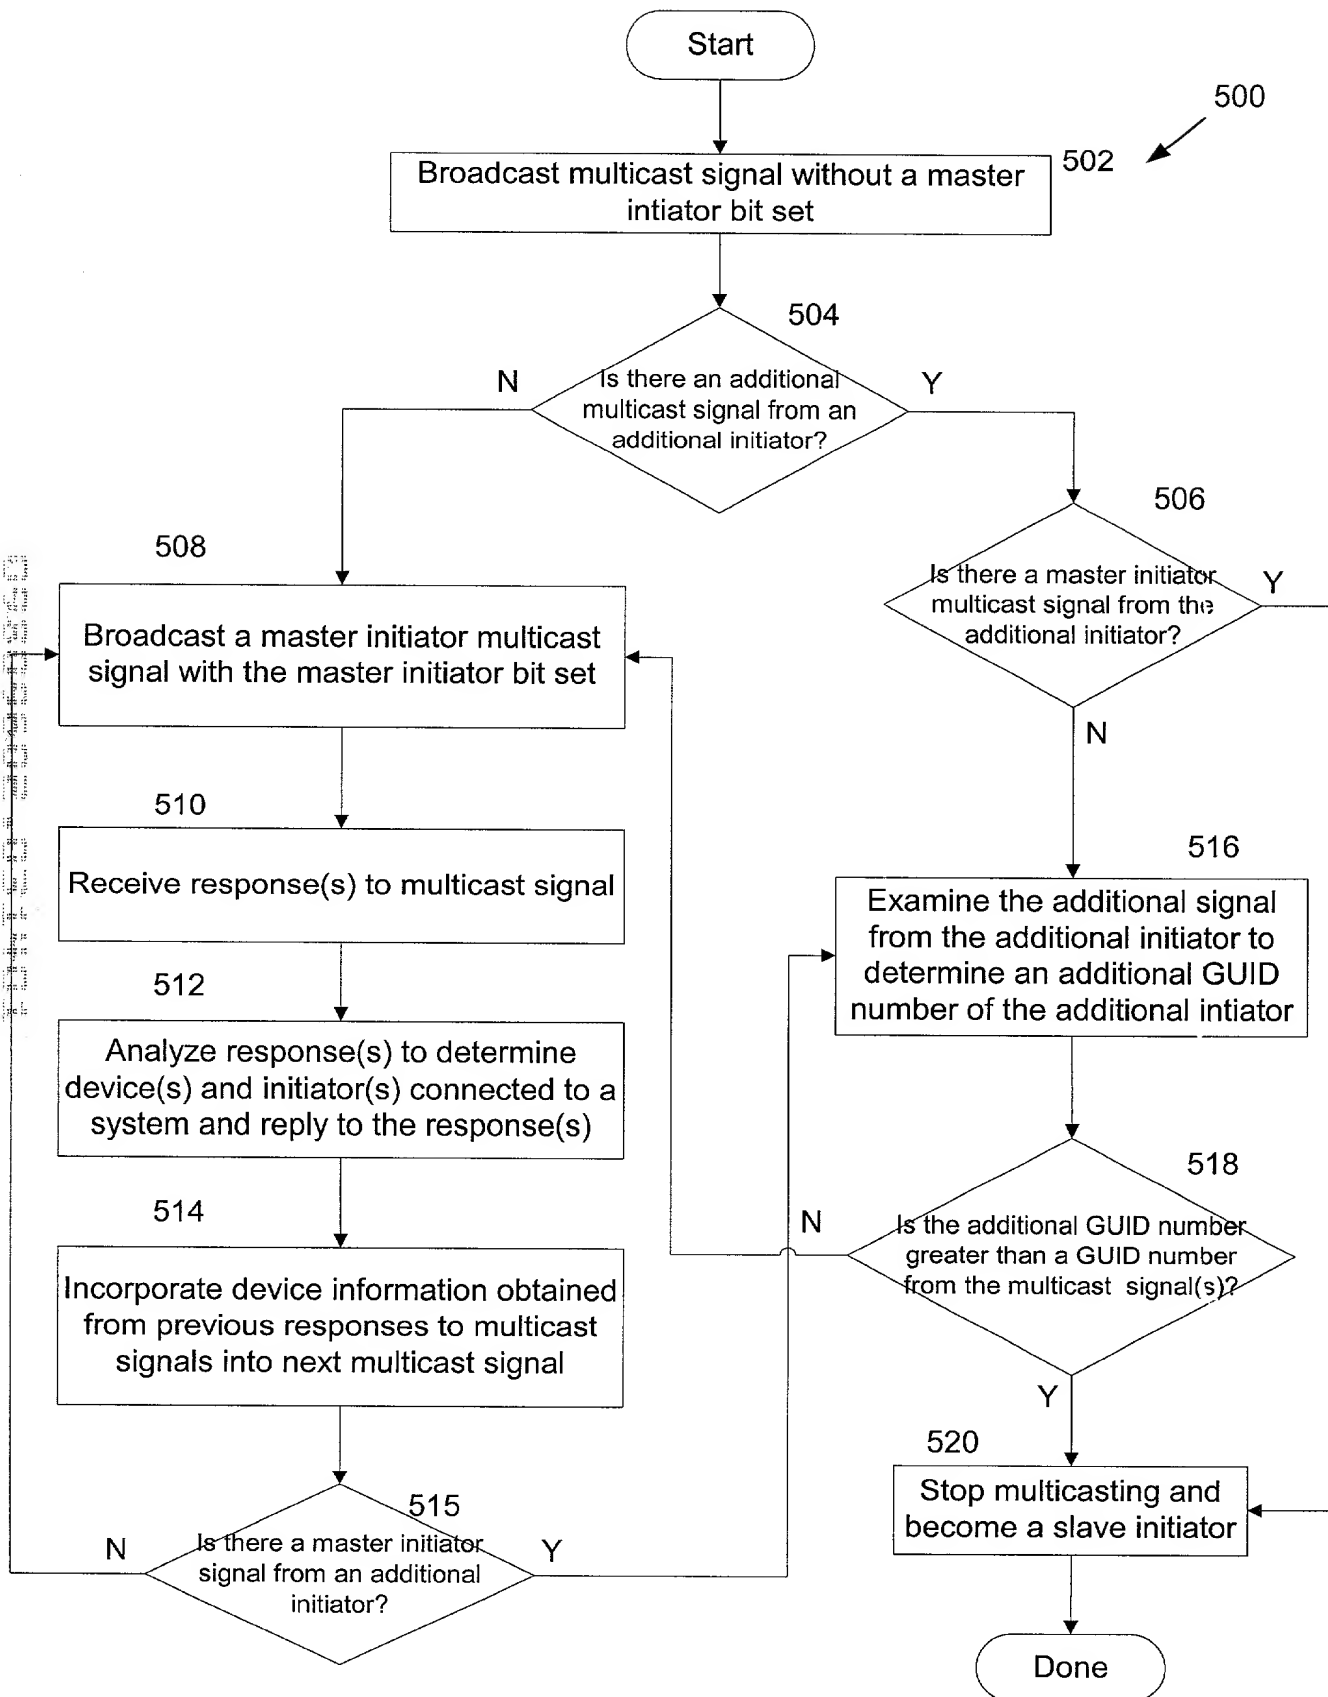 Start
500
502
Broadcast multicast signal without a master
intiator bit set
504
Is there an additional
multicast signal from an
additional initiator?
N
Y
506
Is there a master initiator
multicast signal from the
additional initiator?
Y
N
508
Broadcast a master initiator multicast
signal with the master initiator bit set
510
Receive response(s) to multicast signal
516
Examine the additional signal
from the additional initiator to
determine an additional GUID
number of the additional intiator
512
Analyze response(s) to determine
device(s) and initiator(s) connected to a
system and reply to the response(s)
518
Is the additional GUID number
greater than a GUID number
from the multicast signal(s)?
N
Y
514
Incorporate device information obtained
from previous responses to multicast
signals into next multicast signal
515
Is there a master initiator
signal from an additional
initiator?
N
Y
520
Stop multicasting and
become a slave initiator
Done